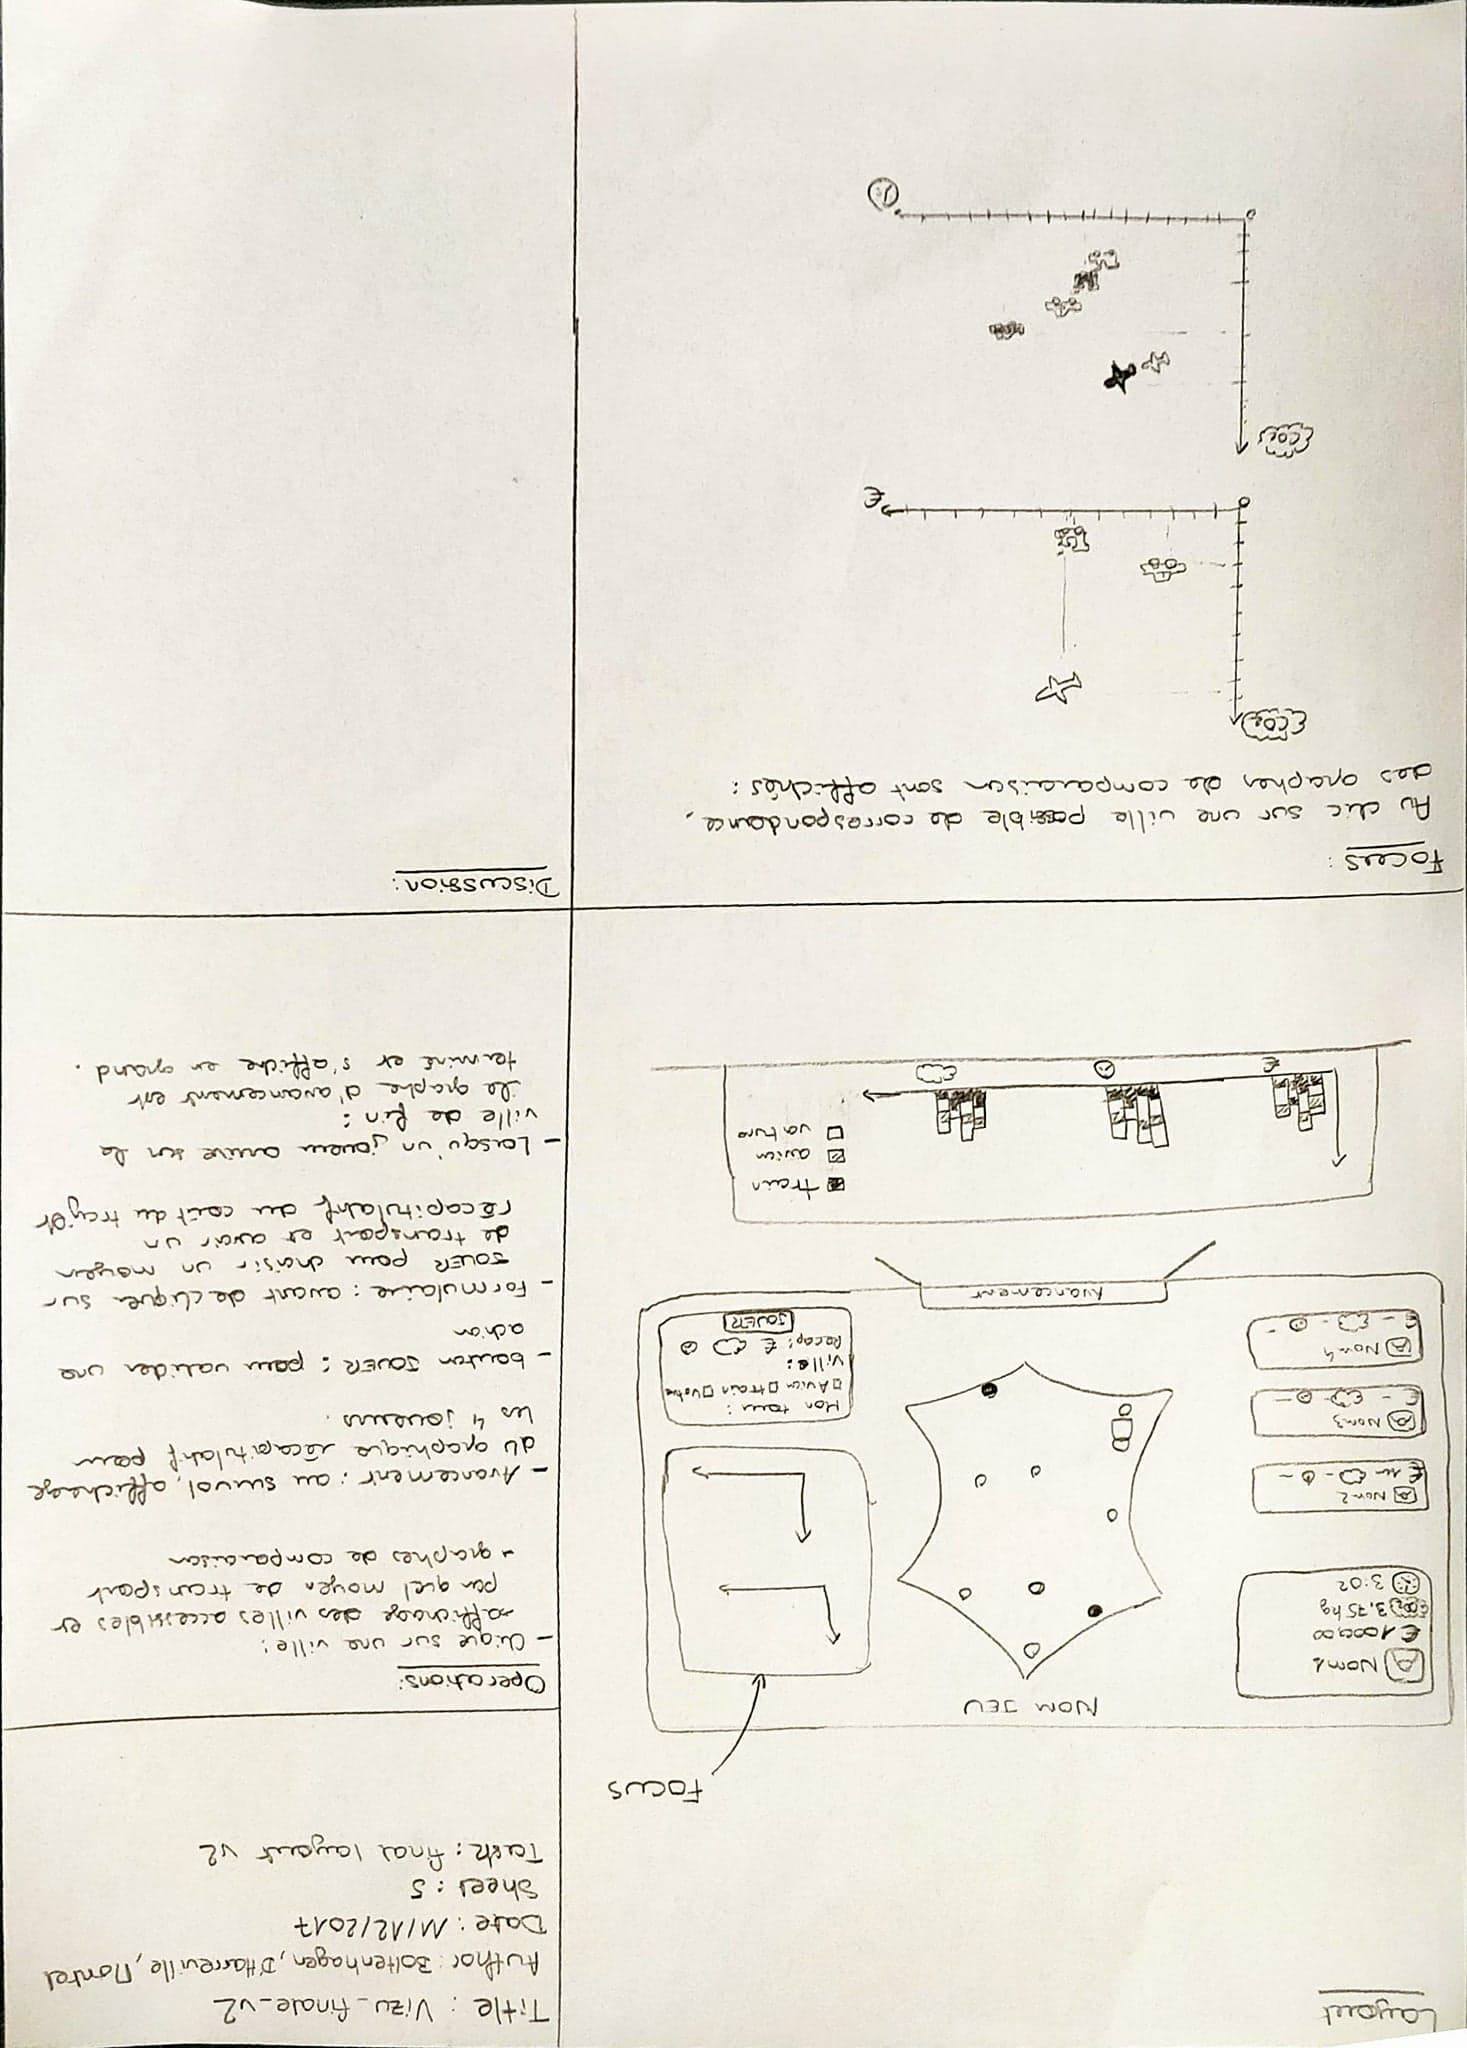 Layout
Title : Vizu_finale_v2
Author : Boltenhagen, D'Harreville, Montel
Date : 11/12/2017
Sheet : 5
Task : final layout v2
FOCUS
NOM JEU
Nom1
€ 1000,00
3,75 kg
3:02
Nom2
€
Nom3
€ -
Nom4
€ -
Mon tour :
Avion train Voiture
Ville :
Recap : €
JOUER
Avancement
train
avion
voiture
€
Operations :
- Clique sur une ville :
affichage des villes accessibles et
par quel moyen de transport
+ graphes de comparaison
- Avancement : au survol, affichage
du graphique récapitulatif pour
les 4 joueurs.
- bouton JOUER : pour valider une
action
- Formulaire : avant de cliquer sur
JOUER pour choisir un moyen
de transport et avoir un
récapitulatif du coût du trajet
- Lorsqu'un joueur arrive sur la
ville de fin :
le graphe d'avancement est
terminé et s'affiche en grand.
Focus :
Au clic sur une ville possible de correspondance,
des graphes de comparaison sont affichés :
CO2
0
€
CO2
0
Discussion :